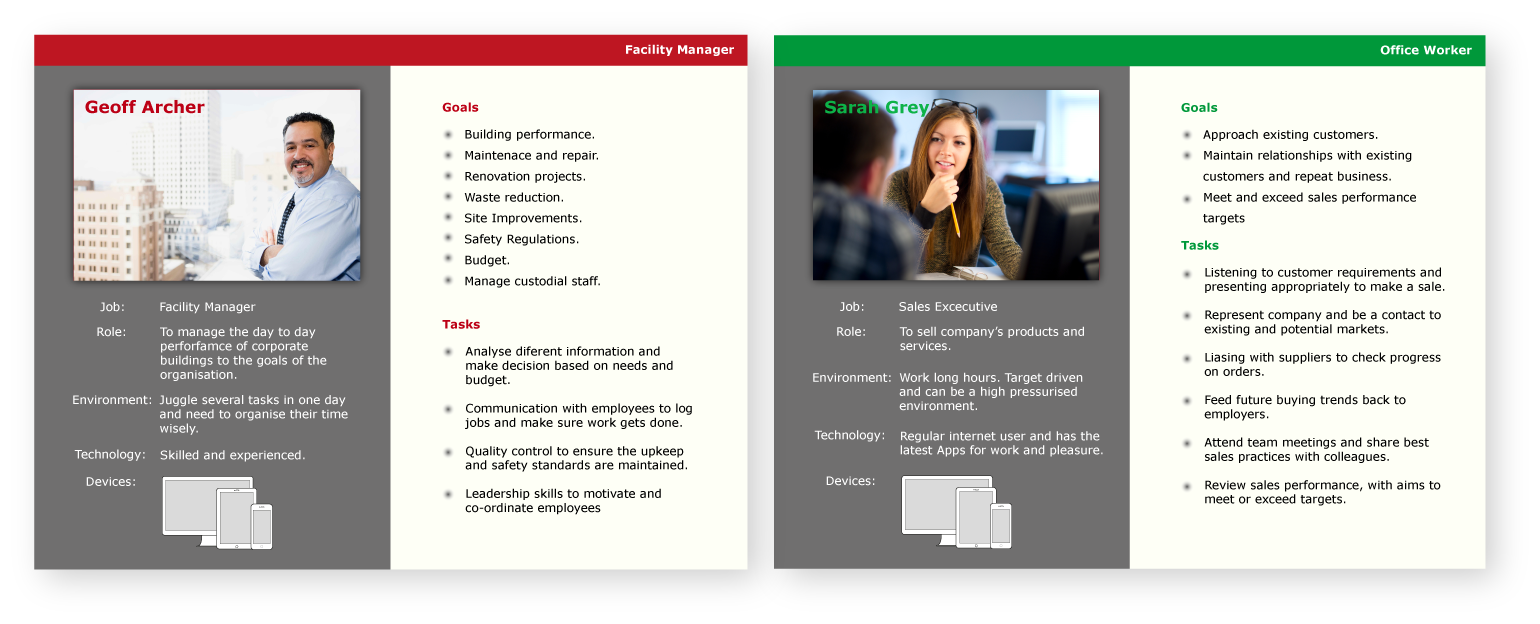 Facility Manager
Geoff Archer
Job: Facility Manager
Role: To manage the day to day
perforfamce of corporate
buildings to the goals of the
organisation.
Environment: Juggle several tasks in one day
and need to organise their time
wisely.
Technology: Skilled and experienced.
Devices:
Goals
Building performance.
Maintenace and repair.
Renovation projects.
Waste reduction.
Site Improvements.
Safety Regulations.
Budget.
Manage custodial staff.
Tasks
Analyse diferent information and
make decision based on needs and
budget.
Communication with employees to log
jobs and make sure work gets done.
Quality control to ensure the upkeep
and safety standards are maintained.
Leadership skills to motivate and
co-ordinate employees
Office Worker
Sarah Grey
Job: Sales Excecutive
Role: To sell company’s products and
services.
Environment: Work long hours. Target driven
and can be a high pressurised
environment.
Technology: Regular internet user and has the
latest Apps for work and pleasure.
Devices:
Goals
Approach existing customers.
Maintain relationships with existing
customers and repeat business.
Meet and exceed sales performance
targets
Tasks
Listening to customer requirements and
presenting appropriately to make a sale.
Represent company and be a contact to
existing and potential markets.
Liasing with suppliers to check progress
on orders.
Feed future buying trends back to
employers.
Attend team meetings and share best
sales practices with colleagues.
Review sales performance, with aims to
meet or exceed targets.